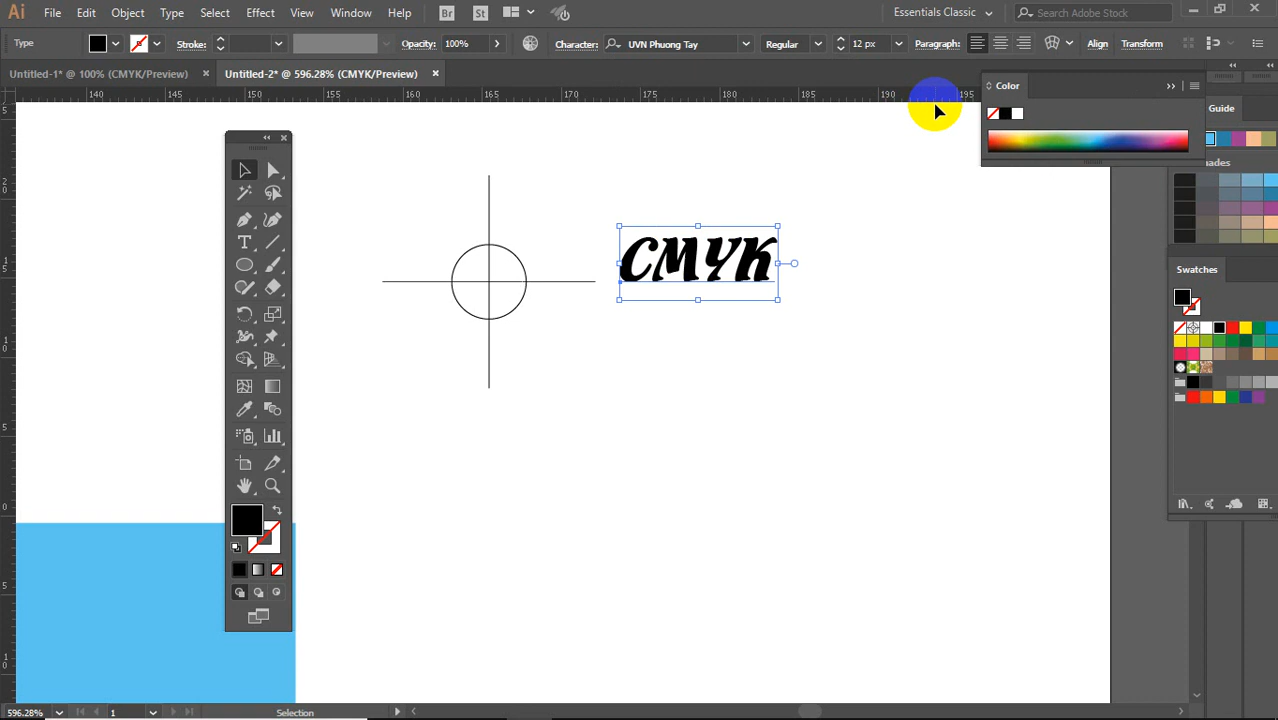 Ai File Edit Object Type Select Effect View Window Help Br St Essentials Classic Search Adobe Stock
Type Stroke: Opacity: 100% Character: UVN Phuong Tay Regular 12 px Paragraph: Align Transform
Untitled-1* @ 100% (CMYK/Preview) × Untitled-2* @ 596.28% (CMYK/Preview) ×
Color
140 145 150 155 160 165 170 175 180 185 190 195
Guide
CMYK
Swatches
596.28% 1 Selection